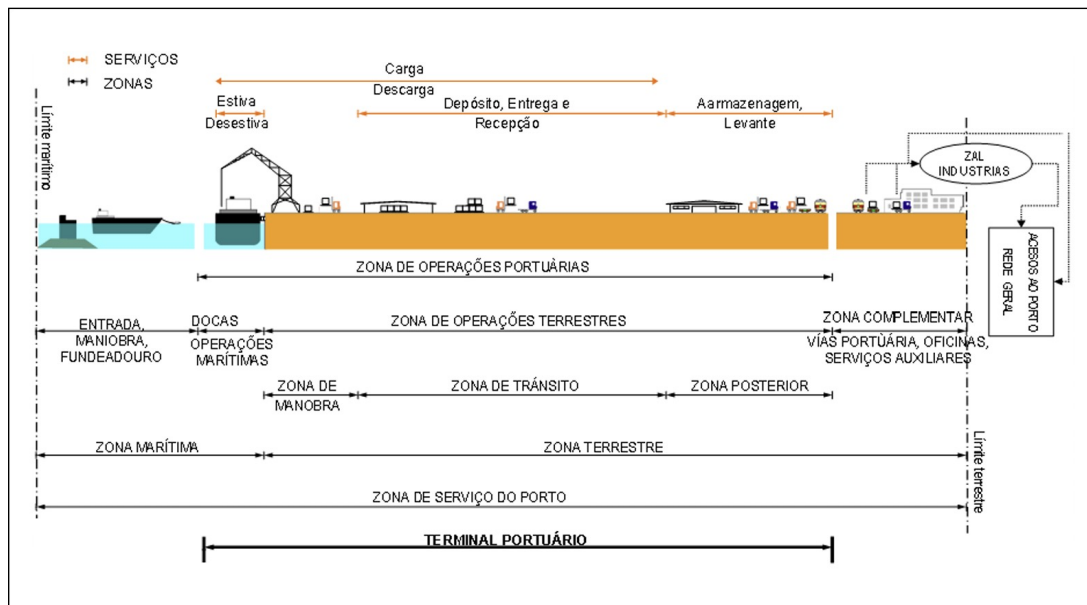 SERVIÇOS
ZONAS
Carga
Descarga
Estiva
Desestiva
Depósito, Entrega e
Recepção
Aarmazenagem,
Levante
Límite marítimo
ZAL
INDUSTRIAS
ACESOS AO PORTO
REDE GERAL
ZONA DE OPERAÇÕES PORTUÀRIAS
ENTRADA,
MANIOBRA,
FUNDEADOURO
DOCAS
OPERAÇÕES
MARÍTIMAS
ZONA DE OPERAÇÕES TERRESTRES
ZONA COMPLEMENTAR
VÍAS PORTÙÁRIA, OFICINAS,
SERVIÇOS AUXILIARES
ZONA DE
MANOBRA
ZONA DE TRÁNSITO
ZONA POSTERIOR
ZONA MARÍTIMA
ZONA TERRESTRE
Límite terrestre
ZONA DE SERVIÇO DO PORTO
TERMINAL PORTUÁRIO